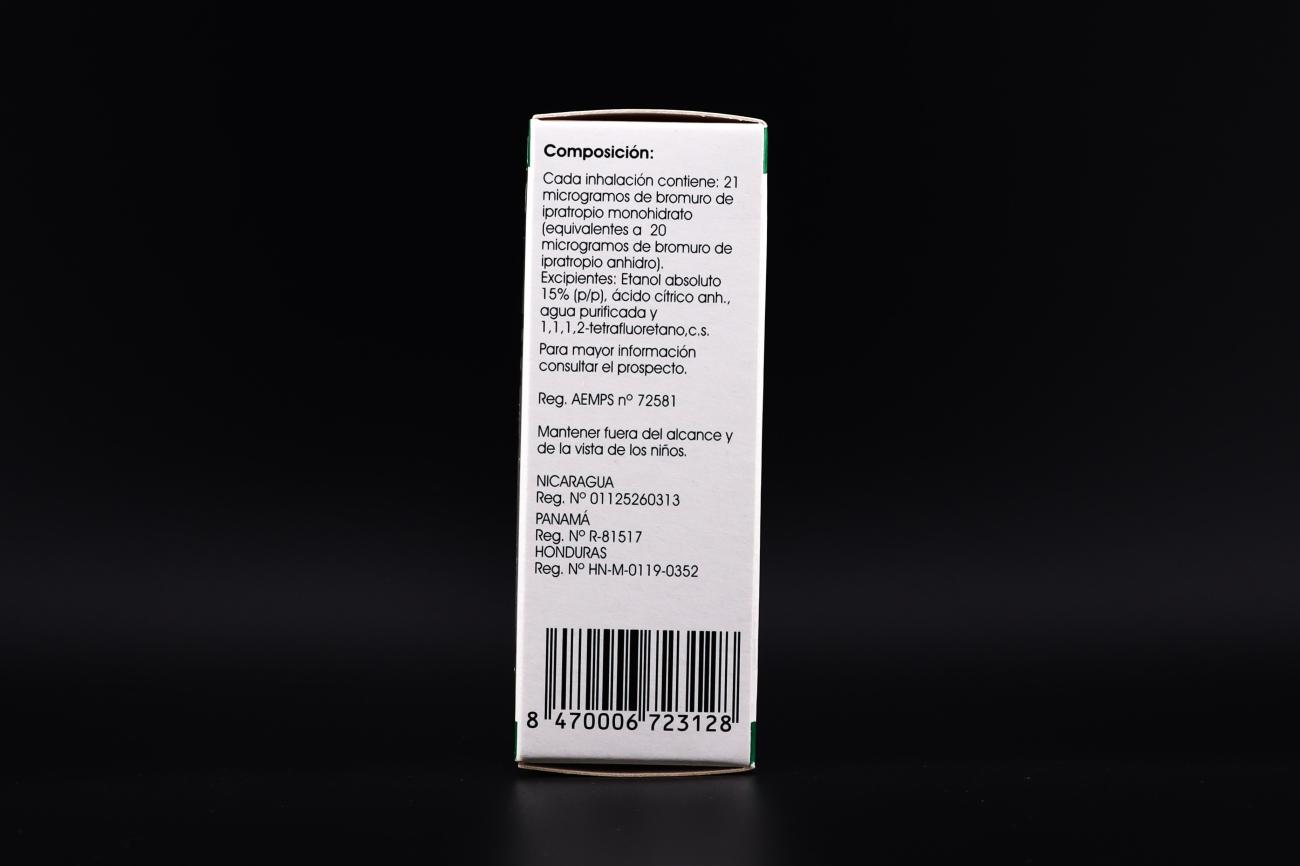 Composición:
Cada inhalación contiene: 21
microgramos de bromuro de
ipratropio monohidrato
(equivalentes a 20
microgramos de bromuro de
ipratropio anhidro).
Excipientes: Etanol absoluto
15% (p/p), ácido cítrico anh.,
agua purificada y
1,1,1,2-tetrafluoretano,c.s.
Para mayor información
consultar el prospecto.
Reg. AEMPS nº 72581
Mantener fuera del alcance y
de la vista de los niños.
NICARAGUA
Reg. Nº 01125260313
PANAMÁ
Reg. Nº R-81517
HONDURAS
Reg. Nº HN-M-0119-0352
8 470006 723128